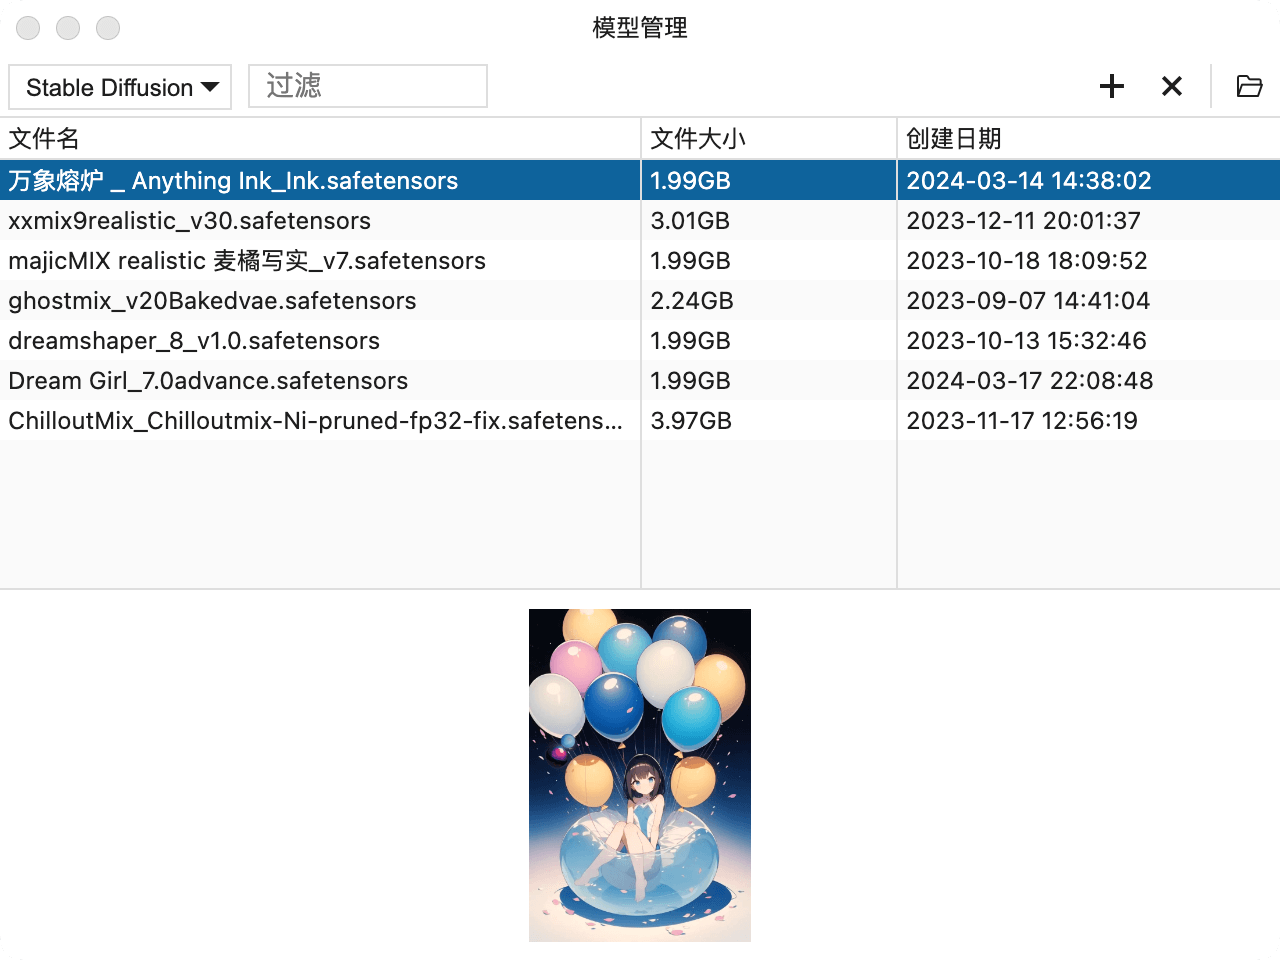 模型管理
Stable Diffusion 过滤
文件名 文件大小 创建日期
万象熔炉 _ Anything Ink_Ink.safetensors 1.99GB 2024-03-14 14:38:02
xxmix9realistic_v30.safetensors 3.01GB 2023-12-11 20:01:37
majicMIX realistic 麦橘写实_v7.safetensors 1.99GB 2023-10-18 18:09:52
ghostmix_v20Bakedvae.safetensors 2.24GB 2023-09-07 14:41:04
dreamshaper_8_v1.0.safetensors 1.99GB 2023-10-13 15:32:46
Dream Girl_7.0advance.safetensors 1.99GB 2024-03-17 22:08:48
ChilloutMix_Chilloutmix-Ni-pruned-fp32-fix.safetens... 3.97GB 2023-11-17 12:56:19